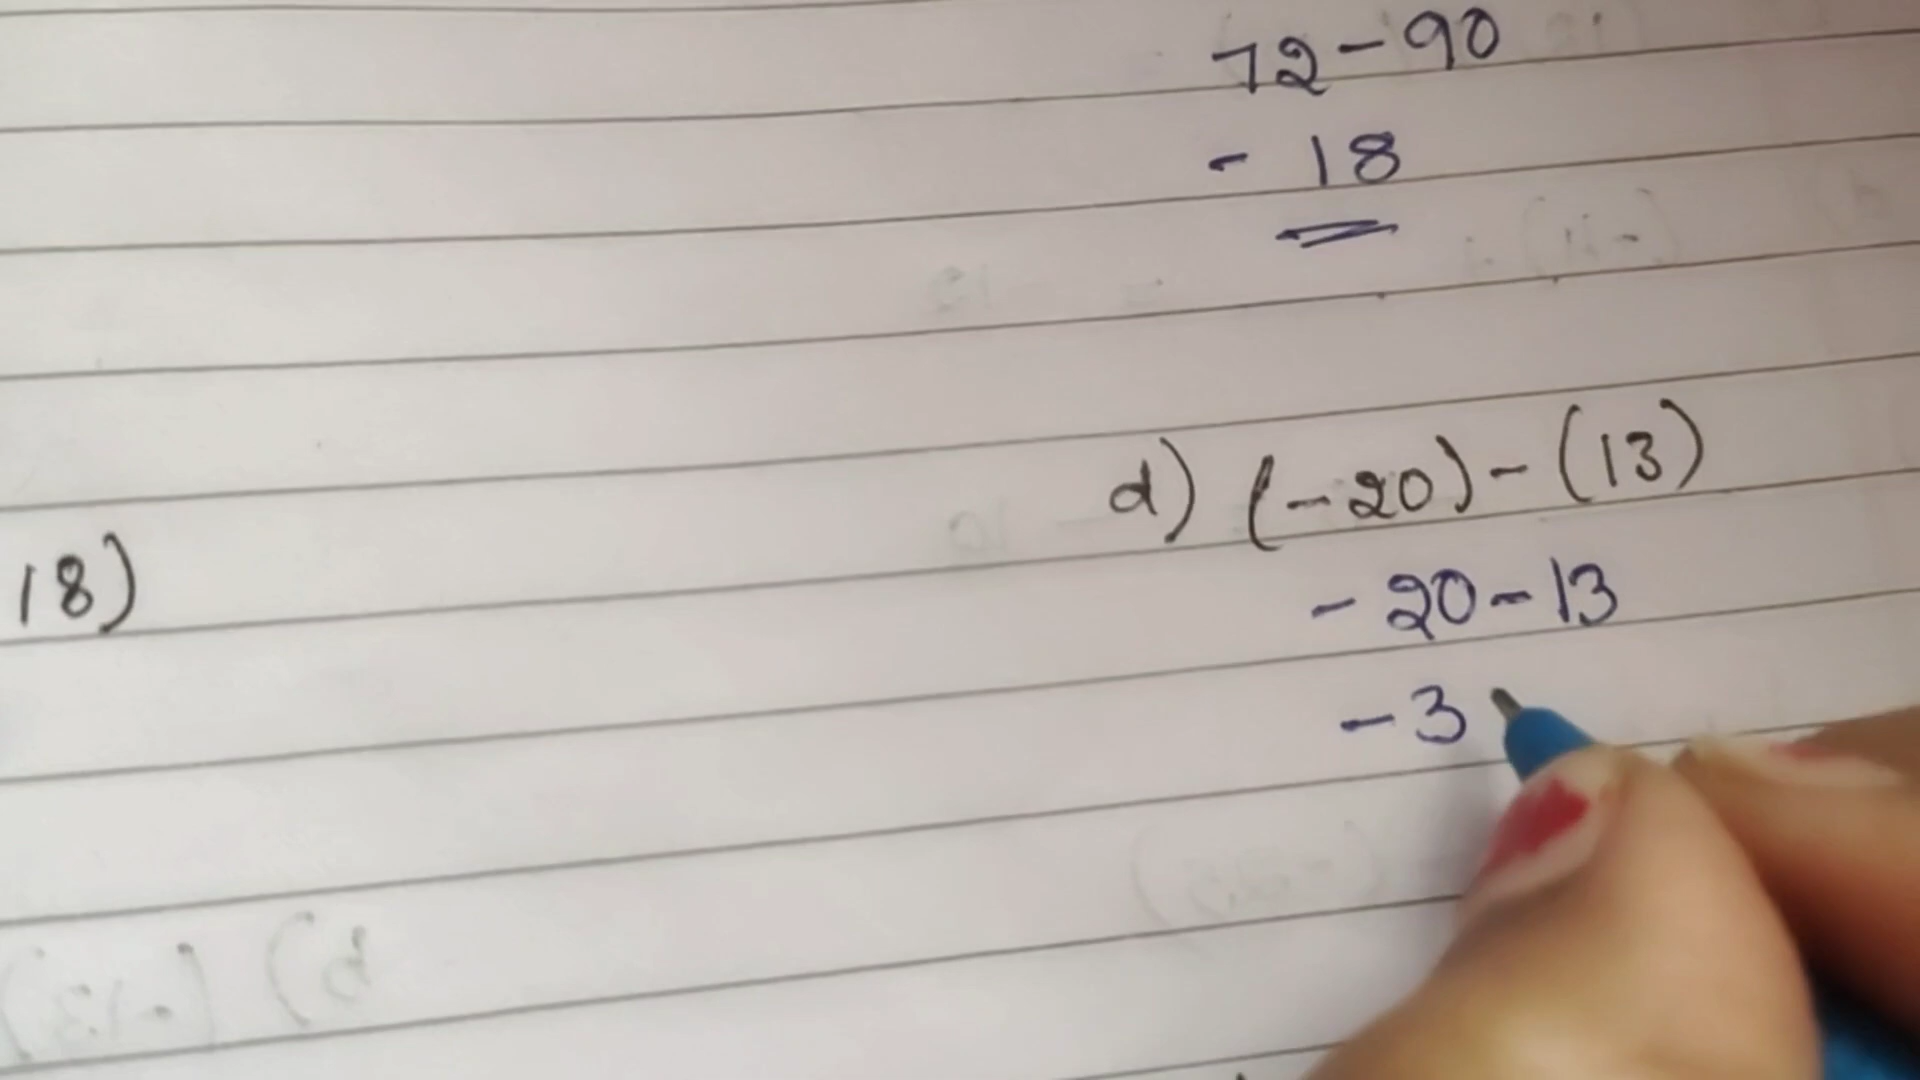 72-90
- 18
d) (-20) - (13)
18)
- 20 - 13
- 3